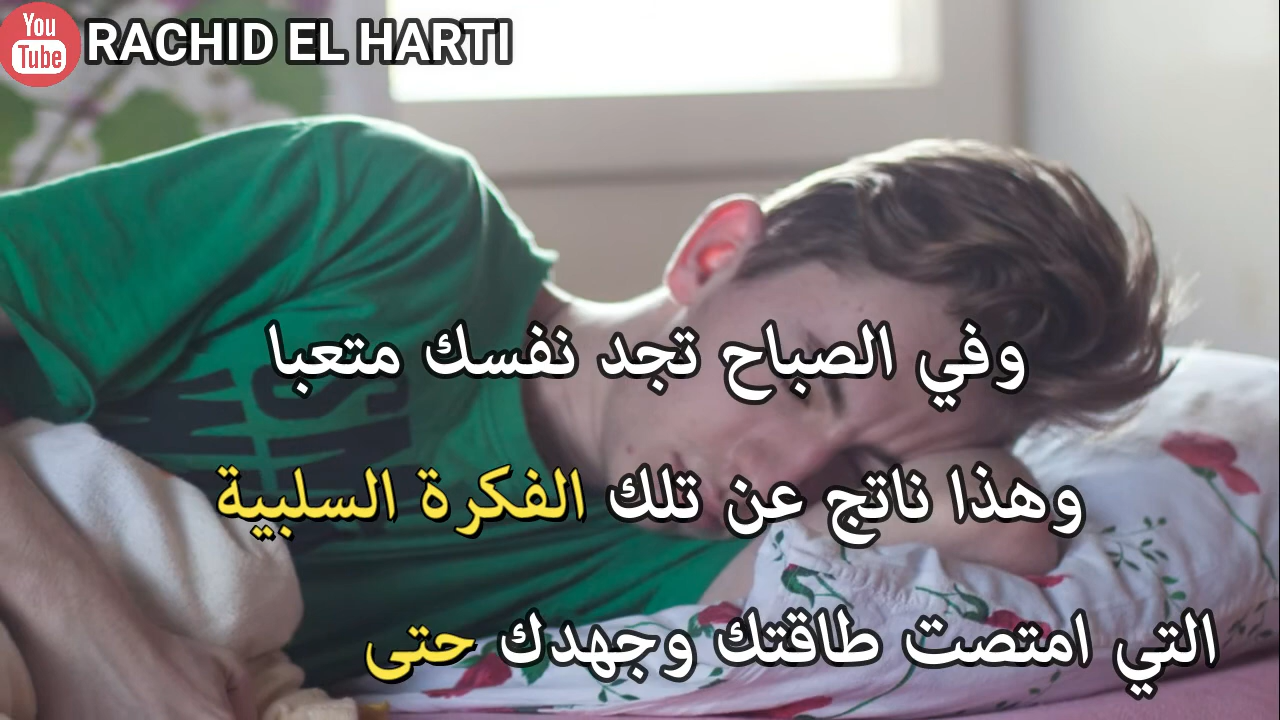 You
Tube
RACHID EL HARTI
وفي الصباح تجد نفسك متعبا
وهذا ناتج عن تلك الفكرة السلبية
التي امتصت طاقتك وجهدك حتى